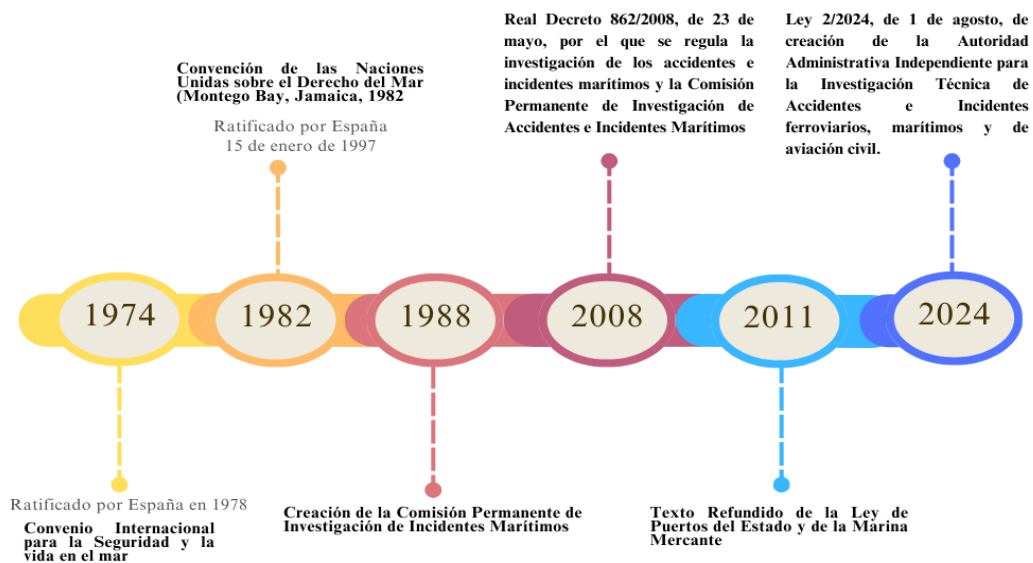 Convención de las Naciones
Unidas sobre el Derecho del Mar
(Montego Bay, Jamaica, 1982
Ratificado por España
15 de enero de 1997
Real Decreto 862/2008, de 23 de
mayo, por el que se regula la
investigación de los accidentes e
incidentes marítimos y la Comisión
Permanente de Investigación de
Accidentes e Incidentes Marítimos
Ley 2/2024, de 1 de agosto, de
creación de la Autoridad
Administrativa Independiente para
la Investigación Técnica de
Accidentes e Incidentes
ferroviarios, marítimos y de
aviación civil.
1974
1982
1988
2008
2011
2024
Ratificado por España en 1978
Convenio Internacional
para la Seguridad y la
vida en el mar
Creación de la Comisión Permanente de
Investigación de Incidentes Marítimos
Texto Refundido de la Ley de
Puertos del Estado y de la Marina
Mercante